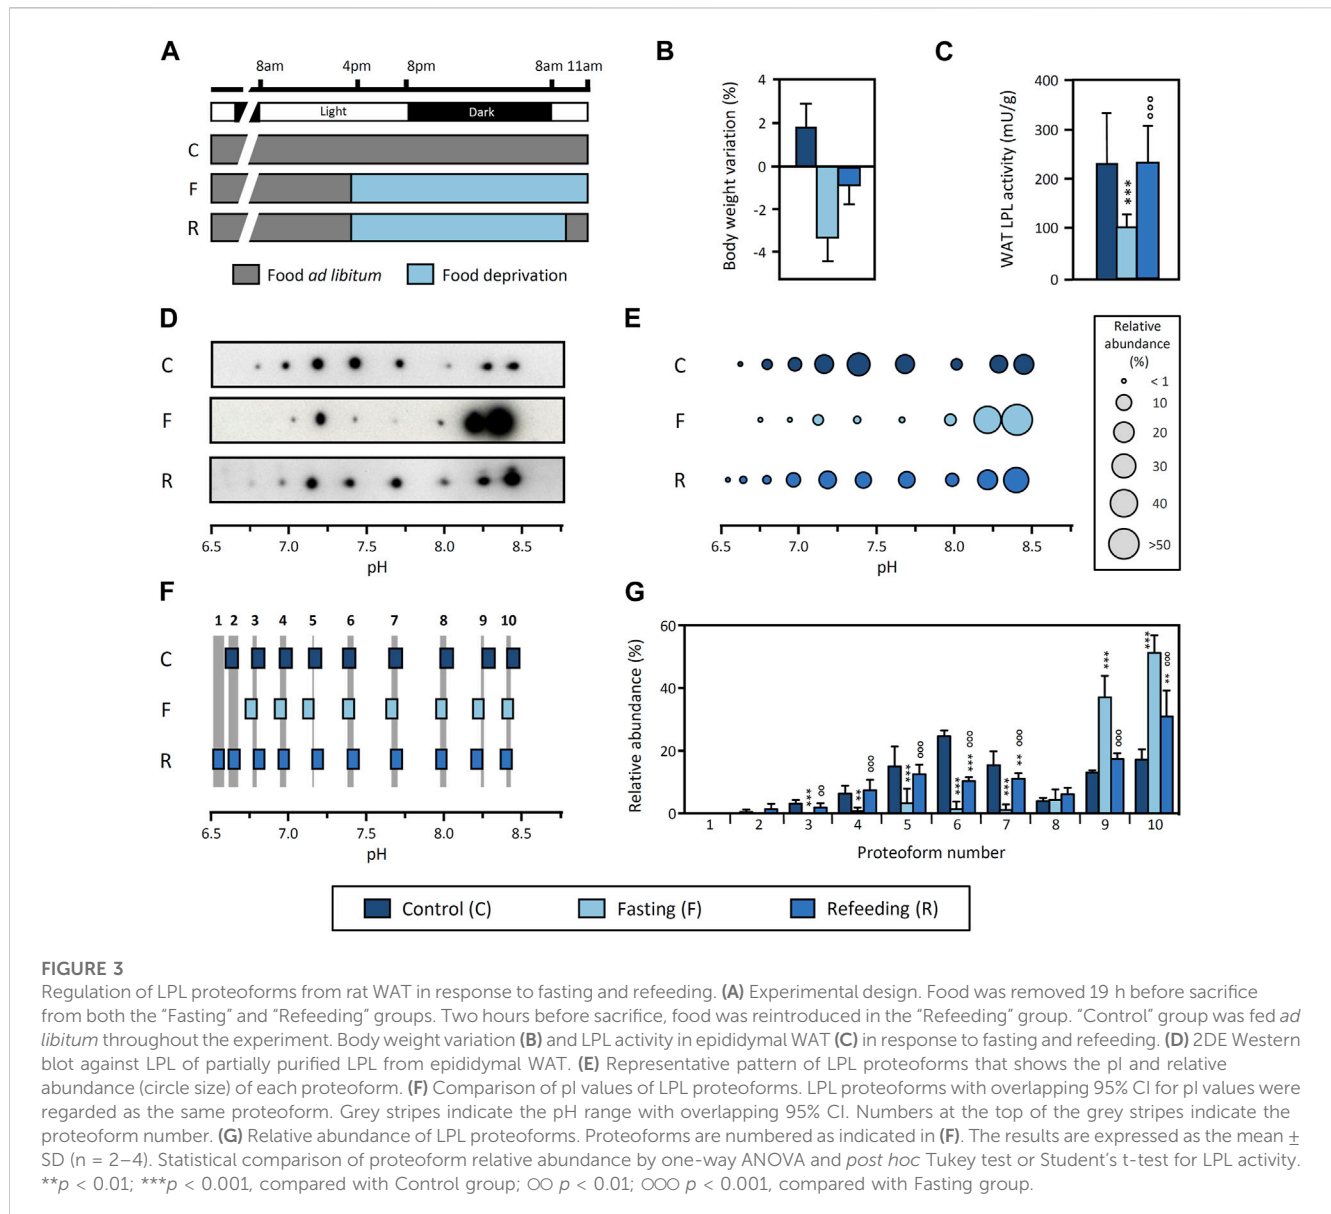 A
8am 4pm 8pm 8am 11am
Light Dark
C
F
R
Food ad libitum Food deprivation
B
Body weight variation (%)
4
2
0
-2
-4
C
WAT LPL activity (mU/g)
400
300
200
100
0
***
○○○
D
C
F
R
6.5 7.0 7.5 8.0 8.5
pH
E
C
F
R
6.5 7.0 7.5 8.0 8.5
pH
Relative
abundance
(%)
< 1
10
20
30
40
>50
F
1 2 3 4 5 6 7 8 9 10
C
F
R
6.5 7.0 7.5 8.0 8.5
pH
G
Relative abundance (%)
60
40
20
0
*** ○○ ** ○○○ *** ○○○ *** *** ○○○ *** ** ○○○ *** ○○○ *** ** ○○○
1 2 3 4 5 6 7 8 9 10
Proteoform number
Control (C) Fasting (F) Refeeding (R)
FIGURE 3
Regulation of LPL proteoforms from rat WAT in response to fasting and refeeding. (A) Experimental design. Food was removed 19 h before sacrifice
from both the “Fasting” and “Refeeding” groups. Two hours before sacrifice, food was reintroduced in the “Refeeding” group. “Control” group was fed ad
libitum throughout the experiment. Body weight variation (B) and LPL activity in epididymal WAT (C) in response to fasting and refeeding. (D) 2DE Western
blot against LPL of partially purified LPL from epididymal WAT. (E) Representative pattern of LPL proteoforms that shows the pI and relative
abundance (circle size) of each proteoform. (F) Comparison of pI values of LPL proteoforms. LPL proteoforms with overlapping 95% CI for pI values were
regarded as the same proteoform. Grey stripes indicate the pH range with overlapping 95% CI. Numbers at the top of the grey stripes indicate the
proteoform number. (G) Relative abundance of LPL proteoforms. Proteoforms are numbered as indicated in (F). The results are expressed as the mean ±
SD (n = 2–4). Statistical comparison of proteoform relative abundance by one-way ANOVA and post hoc Tukey test or Student’s t-test for LPL activity.
**p < 0.01; ***p < 0.001, compared with Control group; ○○ p < 0.01; ○○○ p < 0.001, compared with Fasting group.